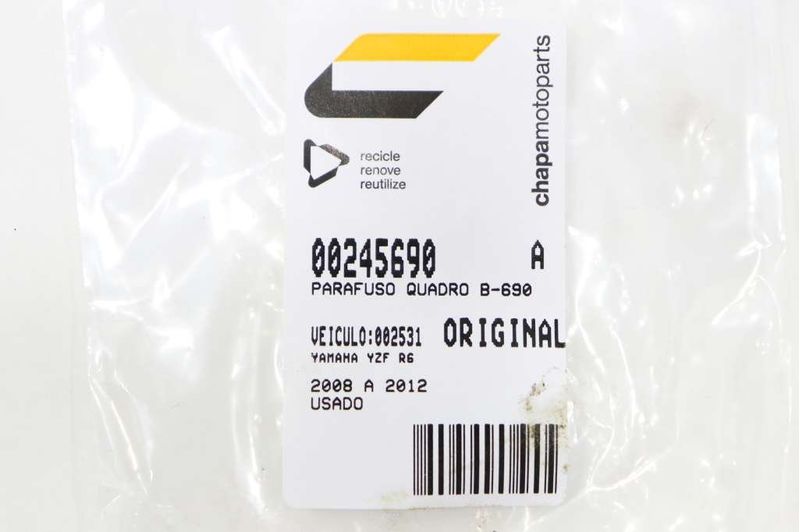 chapamotoparts
recicle
renove
reutilize
00245690 A
PARAFUSO QUADRO B-690
VEICULO:002531 ORIGINAL
YAMAHA YZF R6
2008 A 2012
USADO